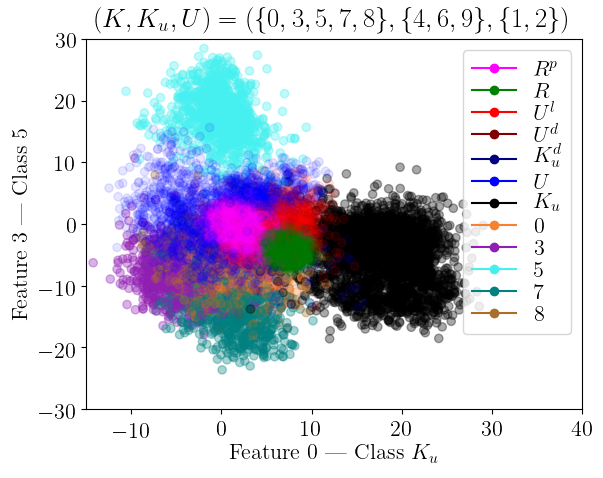 (K, K_u, U) = ({0, 3, 5, 7, 8}, {4, 6, 9}, {1, 2})
30
20
10
0
−10
−20
−30
Feature 3 — Class 5
R^p
R
U^l
U^d
K_u^d
U
K_u
0
3
5
7
8
−10 0 10 20 30 40
Feature 0 — Class K_u